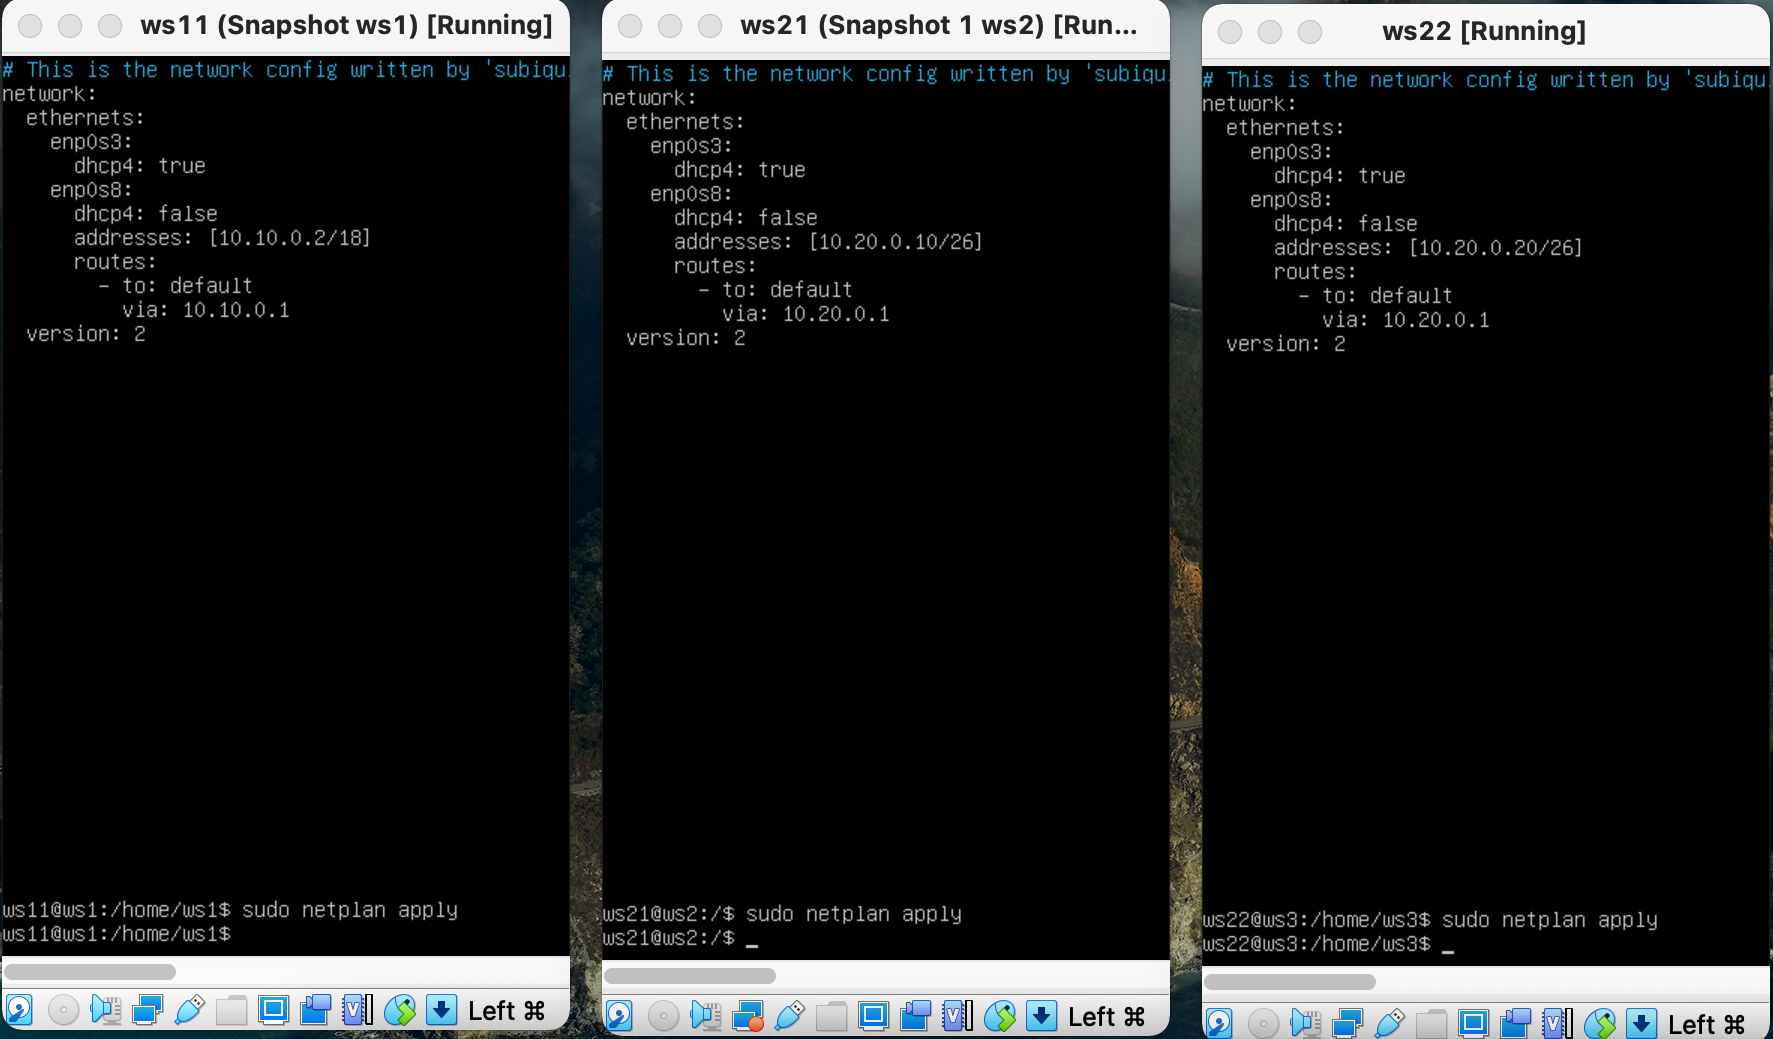 ws11 (Snapshot ws1) [Running]
# This is the network config written by 'subiqu
network:
  ethernets:
    enp0s3:
      dhcp4: true
    enp0s8:
      dhcp4: false
      addresses: [10.10.0.2/18]
      routes:
        - to: default
          via: 10.10.0.1
  version: 2
ws11@ws1:/home/ws1$ sudo netplan apply
ws11@ws1:/home/ws1$
Left ⌘
ws21 (Snapshot 1 ws2) [Run...
# This is the network config written by 'subiqu
network:
  ethernets:
    enp0s3:
      dhcp4: true
    enp0s8:
      dhcp4: false
      addresses: [10.20.0.10/26]
      routes:
        - to: default
          via: 10.20.0.1
  version: 2
ws21@ws2:/$ sudo netplan apply
ws21@ws2:/$ _
Left ⌘
ws22 [Running]
# This is the network config written by 'subiqu
network:
  ethernets:
    enp0s3:
      dhcp4: true
    enp0s8:
      dhcp4: false
      addresses: [10.20.0.20/26]
      routes:
        - to: default
          via: 10.20.0.1
  version: 2
ws22@ws3:/home/ws3$ sudo netplan apply
ws22@ws3:/home/ws3$ _
Left ⌘